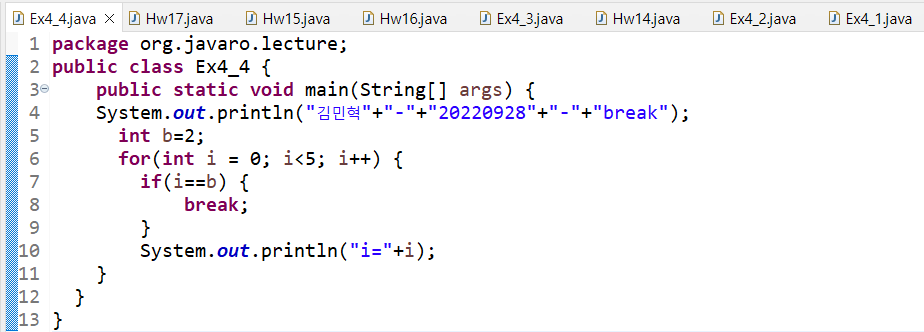 Ex4_4.java Hw17.java Hw15.java Hw16.java Ex4_3.java Hw14.java Ex4_2.java Ex4_1.java
1 package org.javaro.lecture;
2 public class Ex4_4 {
3 public static void main(String[] args) {
4 System.out.println("김민혁"+"-"+"20220928"+"-"+"break");
5 int b=2;
6 for(int i = 0; i<5; i++) {
7 if(i==b) {
8 break;
9 }
10 System.out.println("i="+i);
11 }
12 }
13 }